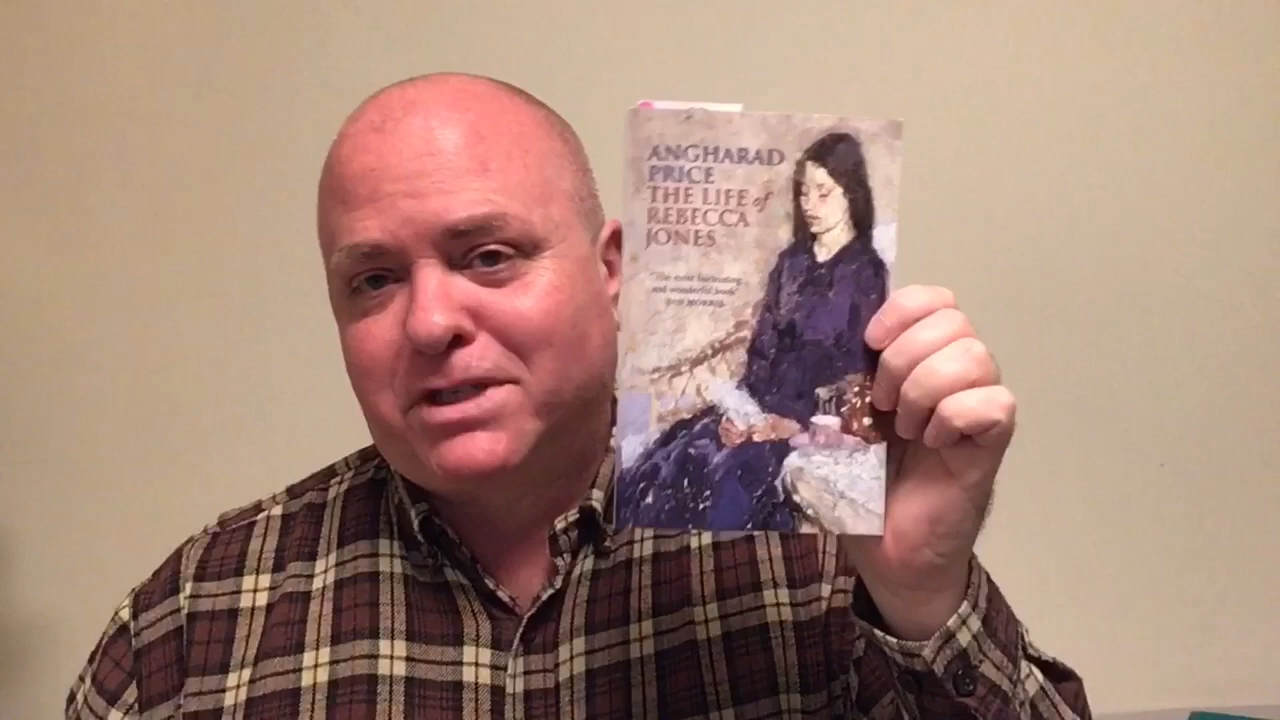 ANGHARAD
PRICE
THE LIFE of
REBECCA
JONES
"The most fascinating
and wonderful book"
JAN MORRIS